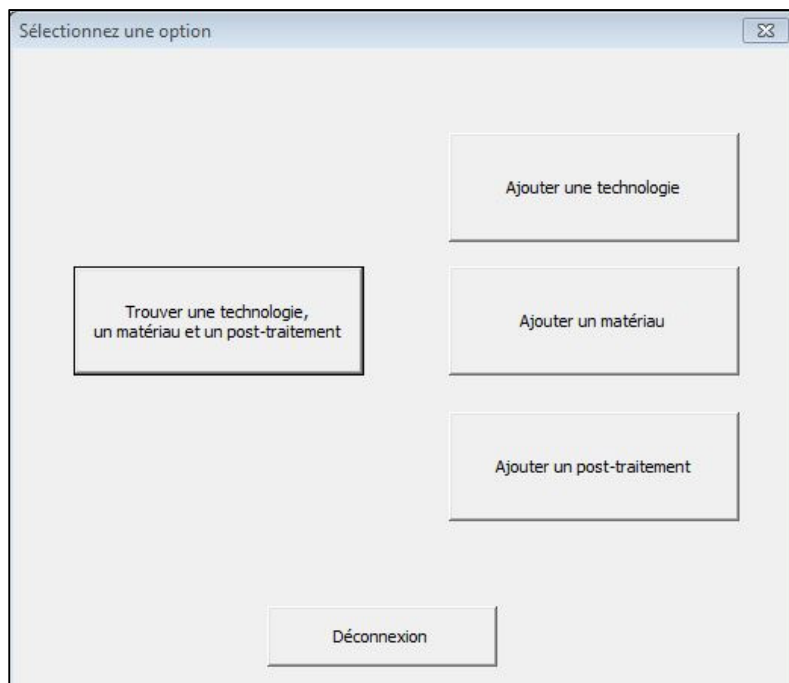 Sélectionnez une option
Ajouter une technologie
Trouver une technologie,
un matériau et un post-traitement
Ajouter un matériau
Ajouter un post-traitement
Déconnexion